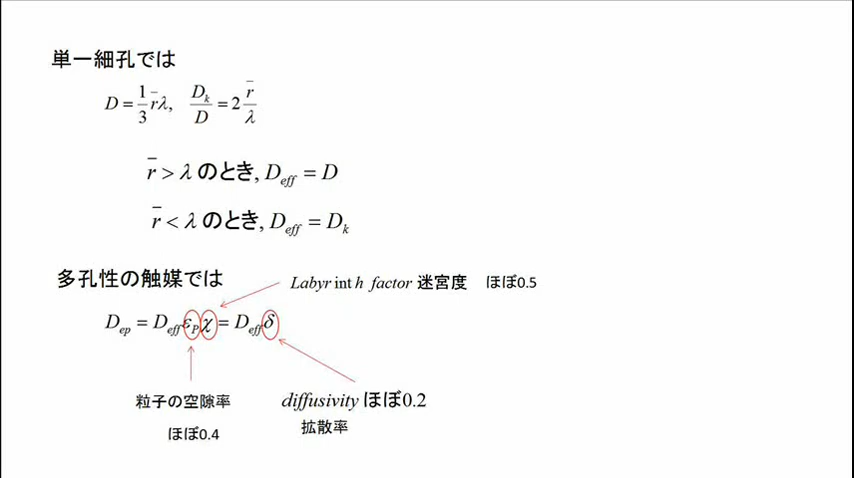 単一細孔では
D = 1/3 r̄λ, D_k/D = 2 r̄/λ
r̄ > λ のとき, D_eff = D
r̄ < λ のとき, D_eff = D_k
多孔性の触媒では
Labyr int h factor 迷宮度 ほぼ0.5
D_ep = D_eff ε_P χ = D_eff δ
粒子の空隙率
ほぼ0.4
diffusivity ほぼ0.2
拡散率